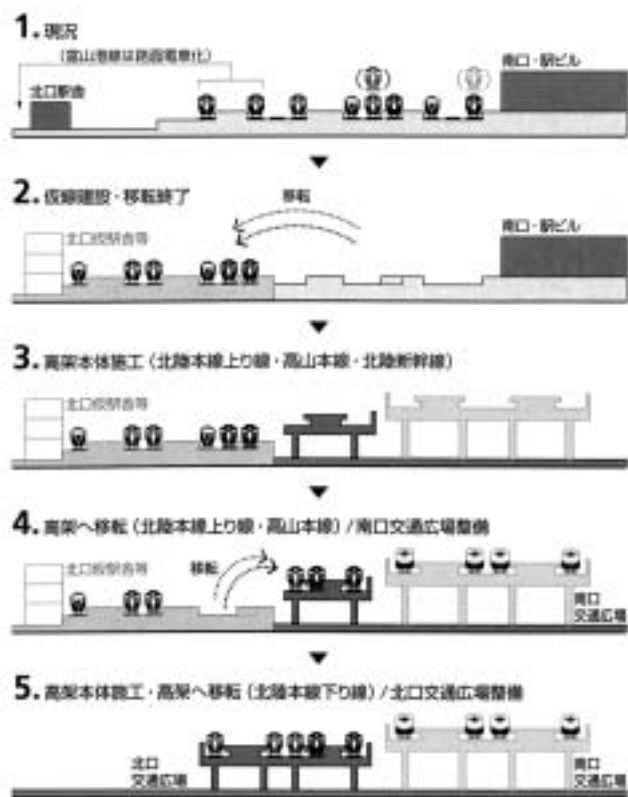 1. 現況
(富山港線は路面電車化)
北口駅舎
南口・駅ビル
2. 仮線建設・移転終了
移転
北口仮駅舎等
南口・駅ビル
3. 高架本体施工(北陸本線上り線・高山本線・北陸新幹線)
北口仮駅舎等
4. 高架へ移転(北陸本線上り線・高山本線)/南口交通広場整備
北口仮駅舎等
移転
南口
交通広場
5. 高架本体施工・高架へ移転(北陸本線下り線)/北口交通広場整備
北口
交通広場
南口
交通広場